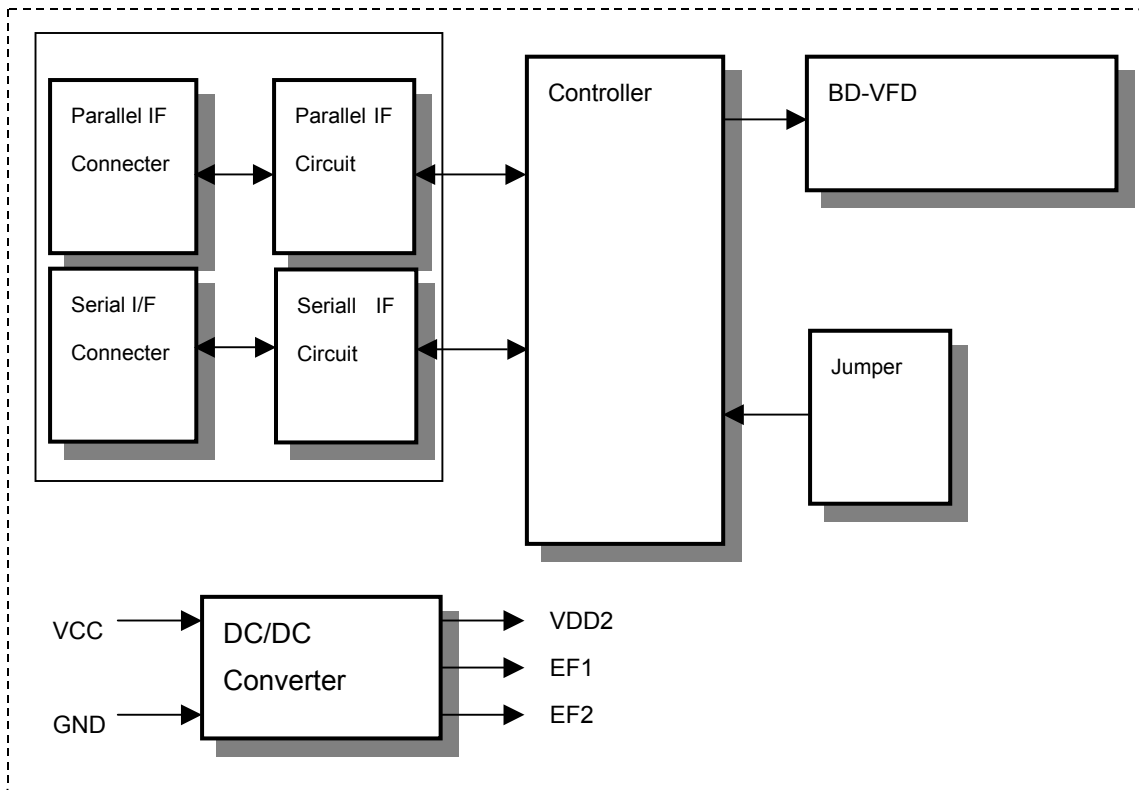 Parallel IF
Connecter
Parallel IF
Circuit
Controller
BD-VFD
Serial I/F
Connecter
Seriall IF
Circuit
Jumper
VCC
GND
DC/DC
Converter
VDD2
EF1
EF2